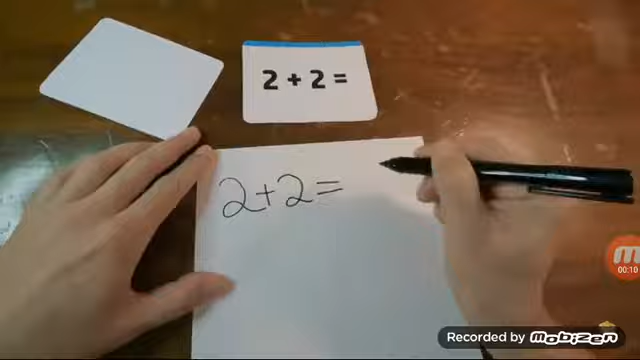 2 + 2 =
2+2=
00:10
Recorded by mobizen